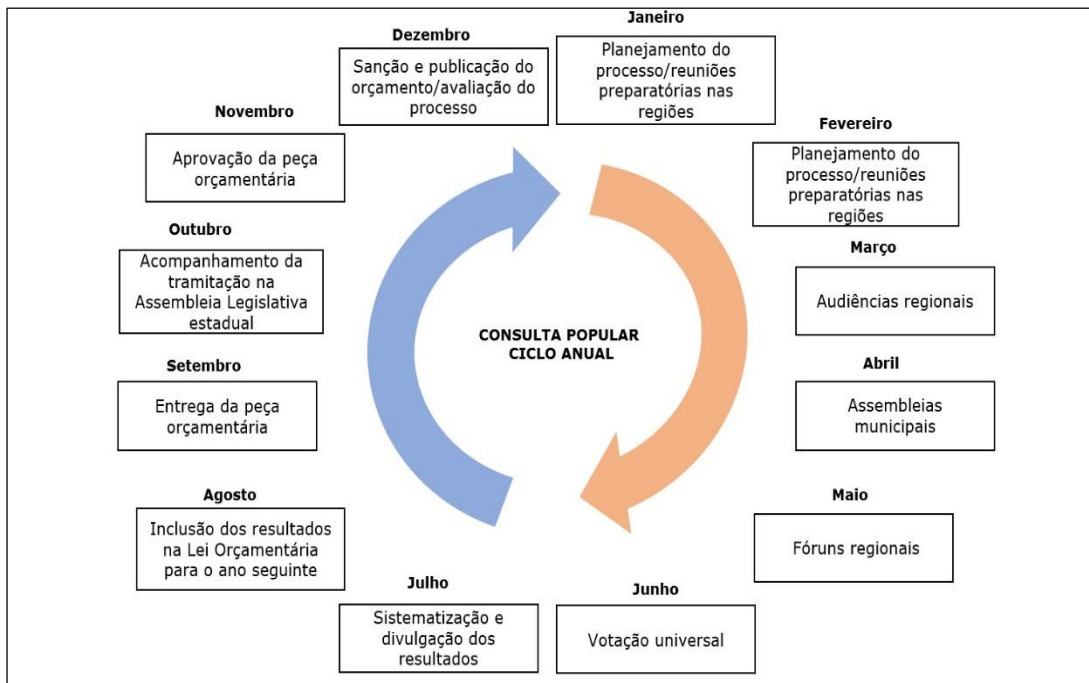 Janeiro
Planejamento do
processo/reuniões
preparatórias nas
regiões
Fevereiro
Planejamento do
processo/reuniões
preparatórias nas
regiões
Março
Audiências regionais
Abril
Assembleias
municipais
Maio
Fóruns regionais
Junho
Votação universal
Julho
Sistematização e
divulgação dos
resultados
Agosto
Inclusão dos resultados
na Lei Orçamentária
para o ano seguinte
Setembro
Entrega da peça
orçamentária
Outubro
Acompanhamento da
tramitação na
Assembleia Legislativa
estadual
Novembro
Aprovação da peça
orçamentária
Dezembro
Sanção e publicação do
orçamento/avaliação do
processo
CONSULTA POPULAR
CICLO ANUAL